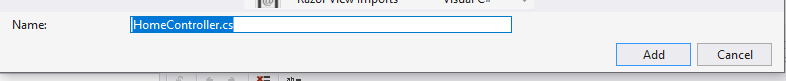 Razor View Imports Visual C#
Name: HomeController.cs
Add Cancel